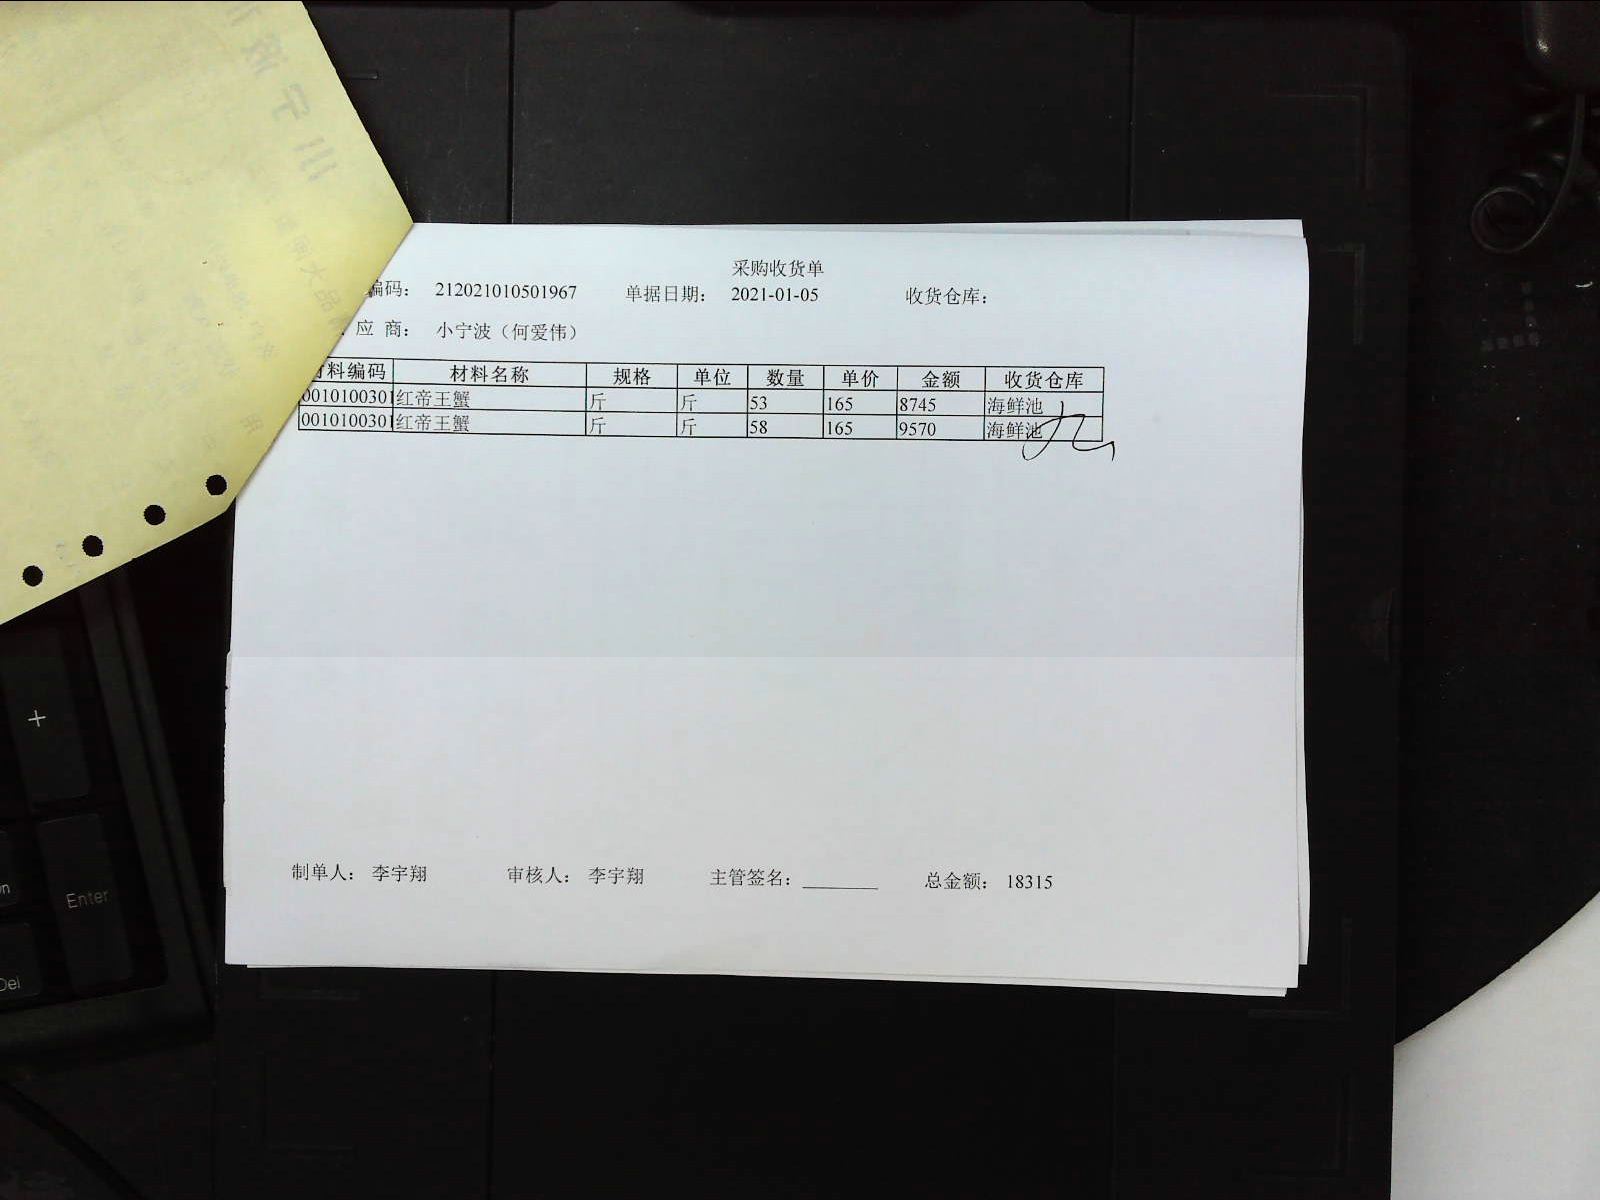 采购收货单
编码： 212021010501967 单据日期： 2021-01-05 收货仓库：
应 商： 小宁波（何爱伟）
料编码 材料名称 规格 单位 数量 单价 金额 收货仓库
0010100301 红帝王蟹 斤 斤 53 165 8745 海鲜池
0010100301 红帝王蟹 斤 斤 58 165 9570 海鲜池
制单人： 李宇翔 审核人： 李宇翔 主管签名： 总金额： 18315
+
Enter
Del